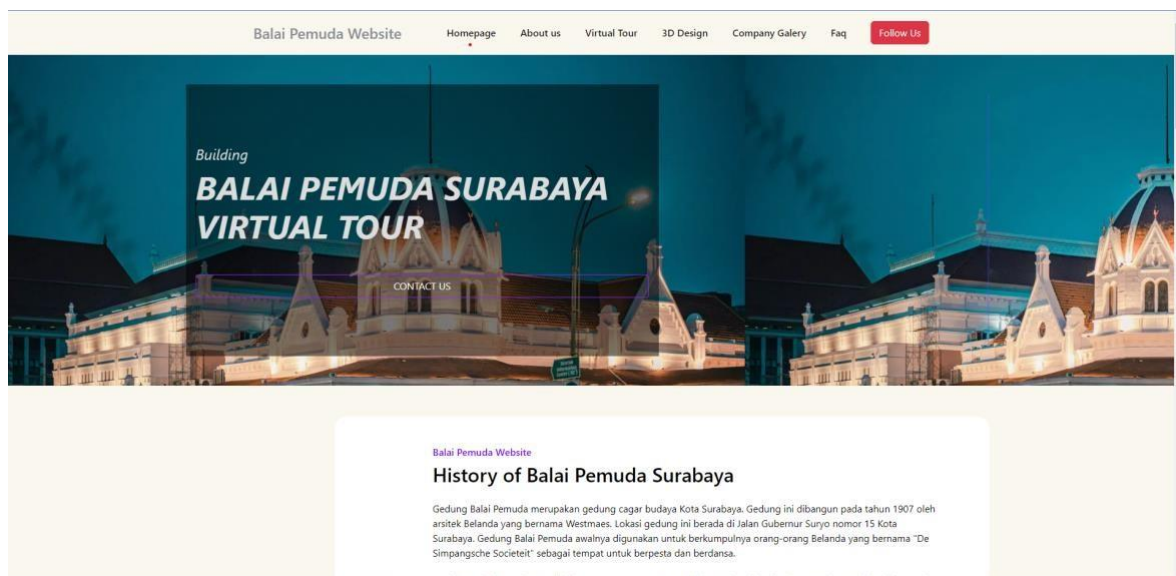 Balai Pemuda Website Homepage About us Virtual Tour 3D Design Company Galery Faq Follow Us
Building
BALAI PEMUDA SURABAYA
VIRTUAL TOUR
CONTACT US
Balai Pemuda Website
History of Balai Pemuda Surabaya
Gedung Balai Pemuda merupakan gedung cagar budaya Kota Surabaya. Gedung ini dibangun pada tahun 1907 oleh
arsitek Belanda yang bernama Westmaes. Lokasi gedung ini berada di Jalan Gubernur Suryo nomor 15 Kota
Surabaya. Gedung Balai Pemuda awalnya digunakan untuk berkumpulnya orang-orang Belanda yang bernama "De
Simpangsche Societeit" sebagai tempat untuk berpesta dan berdansa.